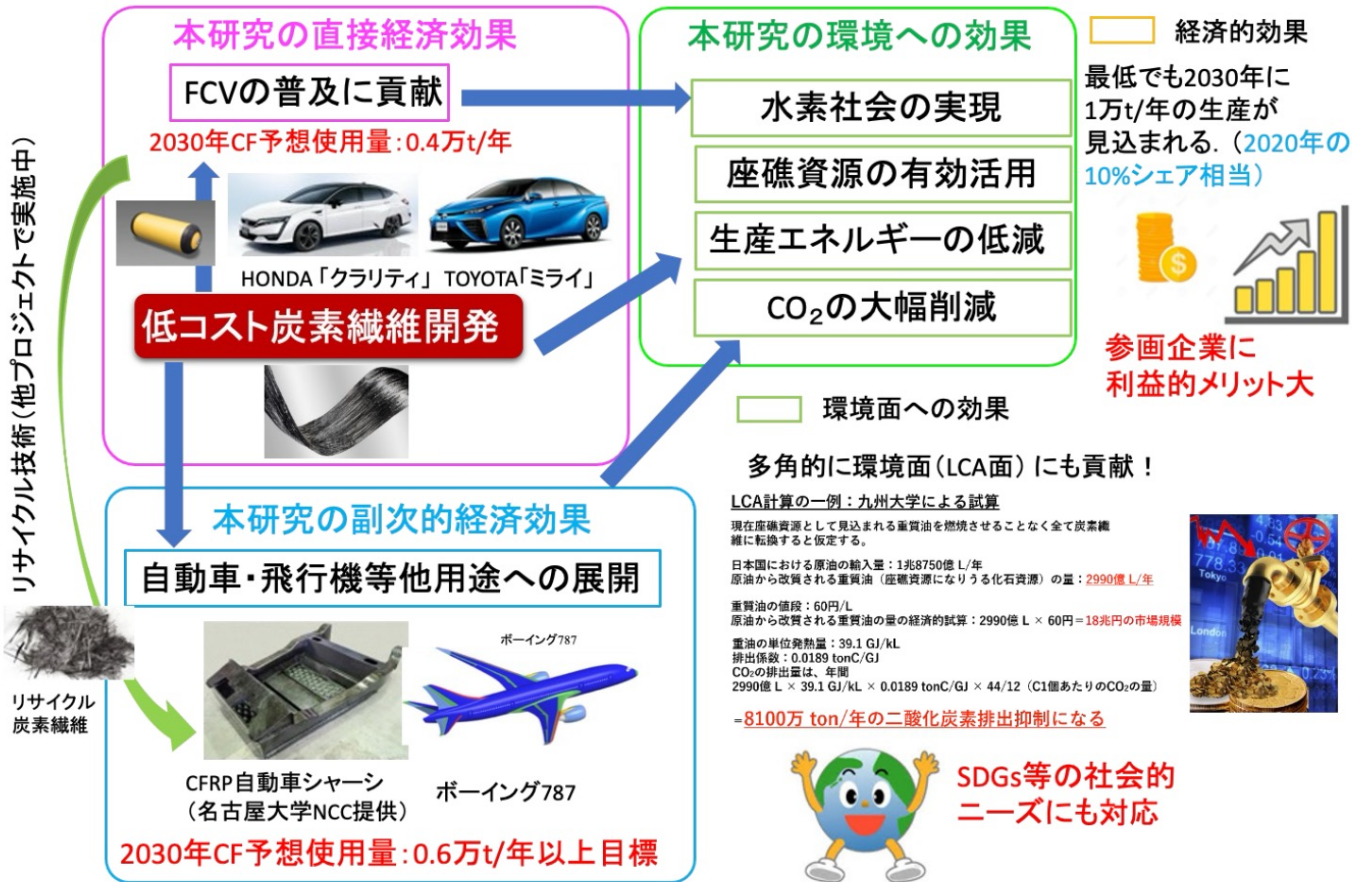 本研究の直接経済効果
FCVの普及に貢献
2030年CF予想使用量：0.4万t/年
HONDA「クラリティ」 TOYOTA「ミライ」
低コスト炭素繊維開発
リサイクル技術(他プロジェクトで実施中)
リサイクル
炭素繊維
本研究の副次的経済効果
自動車・飛行機等他用途への展開
ボーイング787
CFRP自動車シャーシ
（名古屋大学NCC提供）
ボーイング787
2030年CF予想使用量：0.6万t/年以上目標
本研究の環境への効果
水素社会の実現
座礁資源の有効活用
生産エネルギーの低減
CO₂の大幅削減
経済的効果
最低でも2030年に
1万t/年の生産が
見込まれる.（2020年の
10%シェア相当）
参画企業に
利益的メリット大
環境面への効果
多角的に環境面（LCA面）にも貢献！
LCA計算の一例：九州大学による試算
現在座礁資源として見込まれる重質油を燃焼させることなく全て炭素繊
維に転換すると仮定する。
日本国における原油の輸入量：1兆8750億 L/年
原油から改質される重質油（座礁資源になりうる化石資源）の量：2990億 L/年
重質油の値段：60円/L
原油から改質される重質油の量の経済的試算：2990億 L × 60円＝18兆円の市場規模
重油の単位発熱量：39.1 GJ/kL
排出係数：0.0189 tonC/GJ
CO₂の排出量は、年間
2990億 L × 39.1 GJ/kL × 0.0189 tonC/GJ × 44/12（C1個あたりのCO₂の量）
=8100万 ton/年の二酸化炭素排出抑制になる
778.33
Tokyo
London
SDGs等の社会的
ニーズにも対応